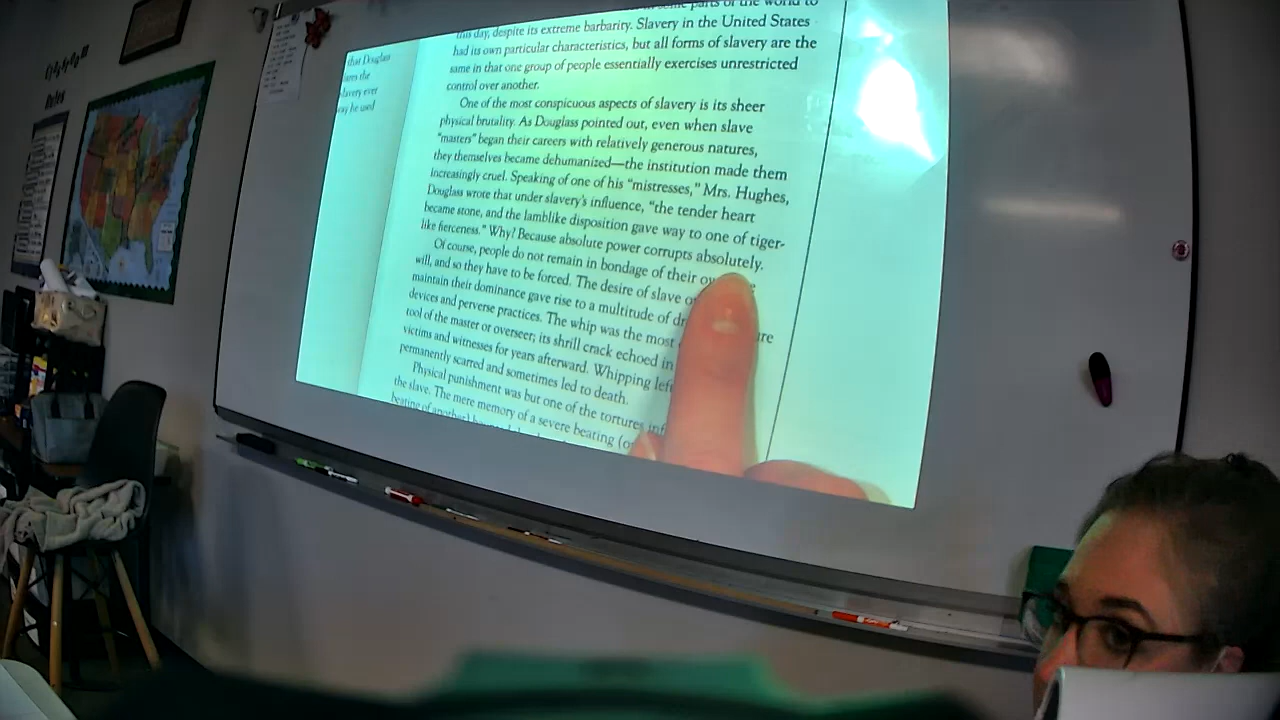 some parts of the world to
this day, despite its extreme barbarity. Slavery in the United States
had its own particular characteristics, but all forms of slavery are the
same in that one group of people essentially exercises unrestricted
control over another.
One of the most conspicuous aspects of slavery is its sheer
physical brutality. As Douglass pointed out, even when slave
"masters" began their careers with relatively generous natures,
they themselves became dehumanized—the institution made them
increasingly cruel. Speaking of one of his "mistresses," Mrs. Hughes,
Douglass wrote that under slavery's influence, "the tender heart
became stone, and the lamblike disposition gave way to one of tiger-
like fierceness." Why? Because absolute power corrupts absolutely.
Of course, people do not remain in bondage of their
will, and so they have to be forced. The desire of slave
maintain their dominance gave rise to a multitude of
devices and perverse practices. The whip was the most
tool of the master or overseer; its shrill crack echoed in
victims and witnesses for years afterward. Whipping left
permanently scarred and sometimes led to death.
Physical punishment was but one of the tortures
the slave. The mere memory of a severe beating
beating of another)
that Douglass
the
slavery ever
way he used
Rules